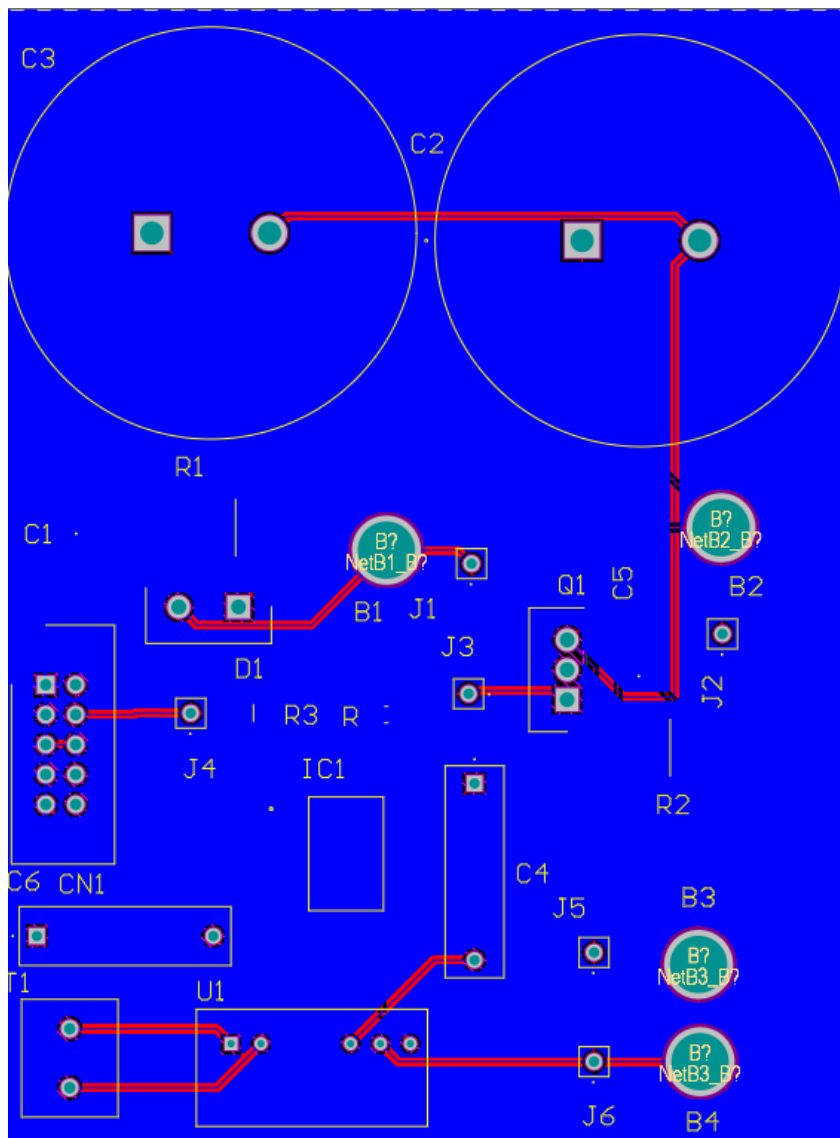 C3
C2
R1
C1
B?
NetB1_B?
B?
NetB2_B?
B1
J1
Q1
C5
B2
D1
J3
J2
R3
R
J4
IC1
R2
C6
CN1
C4
B3
J5
B?
NetB3_B?
T1
U1
B?
NetB3_B?
J6
B4